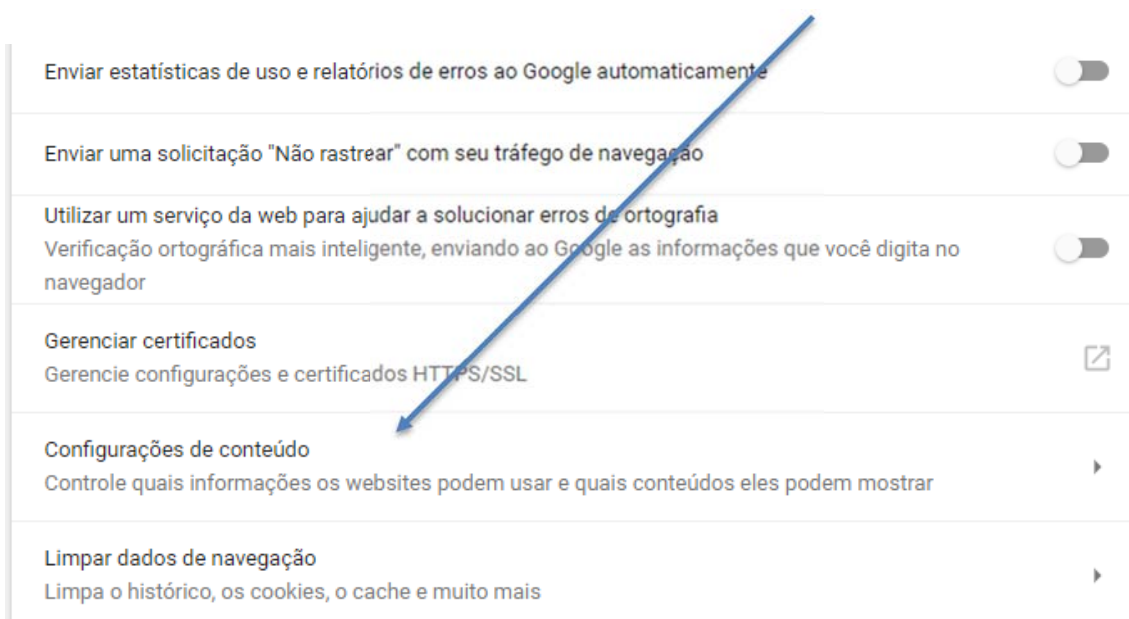 Enviar estatísticas de uso e relatórios de erros ao Google automaticamente
Enviar uma solicitação "Não rastrear" com seu tráfego de navegação
Utilizar um serviço da web para ajudar a solucionar erros de ortografia
Verificação ortográfica mais inteligente, enviando ao Google as informações que você digita no
navegador
Gerenciar certificados
Gerencie configurações e certificados HTTPS/SSL
Configurações de conteúdo
Controle quais informações os websites podem usar e quais conteúdos eles podem mostrar
Limpar dados de navegação
Limpa o histórico, os cookies, o cache e muito mais